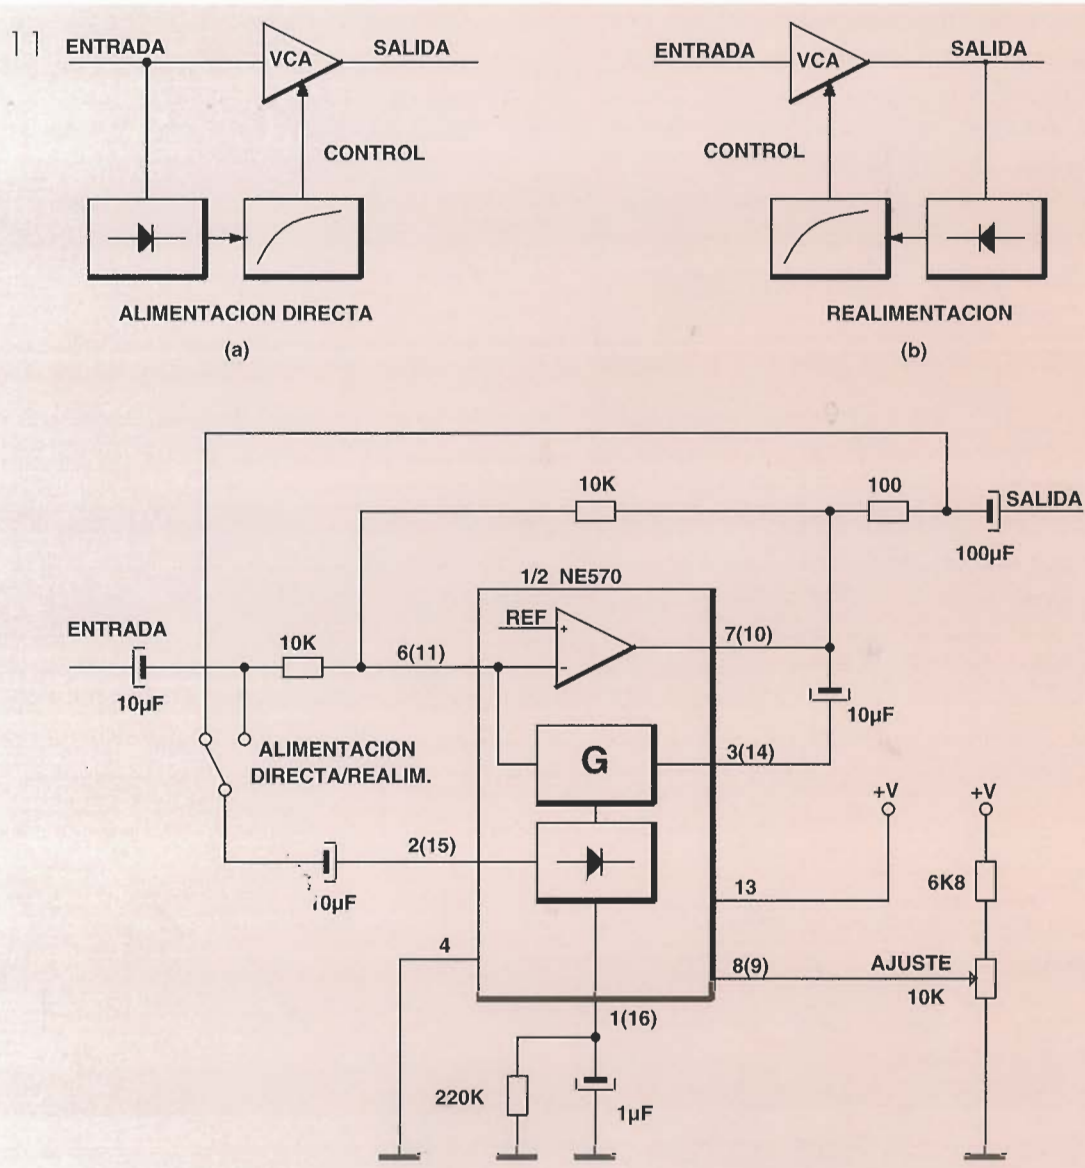 11
ENTRADA
VCA
SALIDA
CONTROL
ALIMENTACION DIRECTA
(a)
ENTRADA
VCA
SALIDA
CONTROL
REALIMENTACION
(b)
10K
100
SALIDA
100µF
1/2 NE570
REF
+
-
7(10)
ENTRADA
10K
6(11)
10µF
10µF
ALIMENTACION
DIRECTA/REALIM.
G
3(14)
+V
+V
2(15)
10µF
13
6K8
4
8(9)
AJUSTE
10K
1(16)
220K
1µF